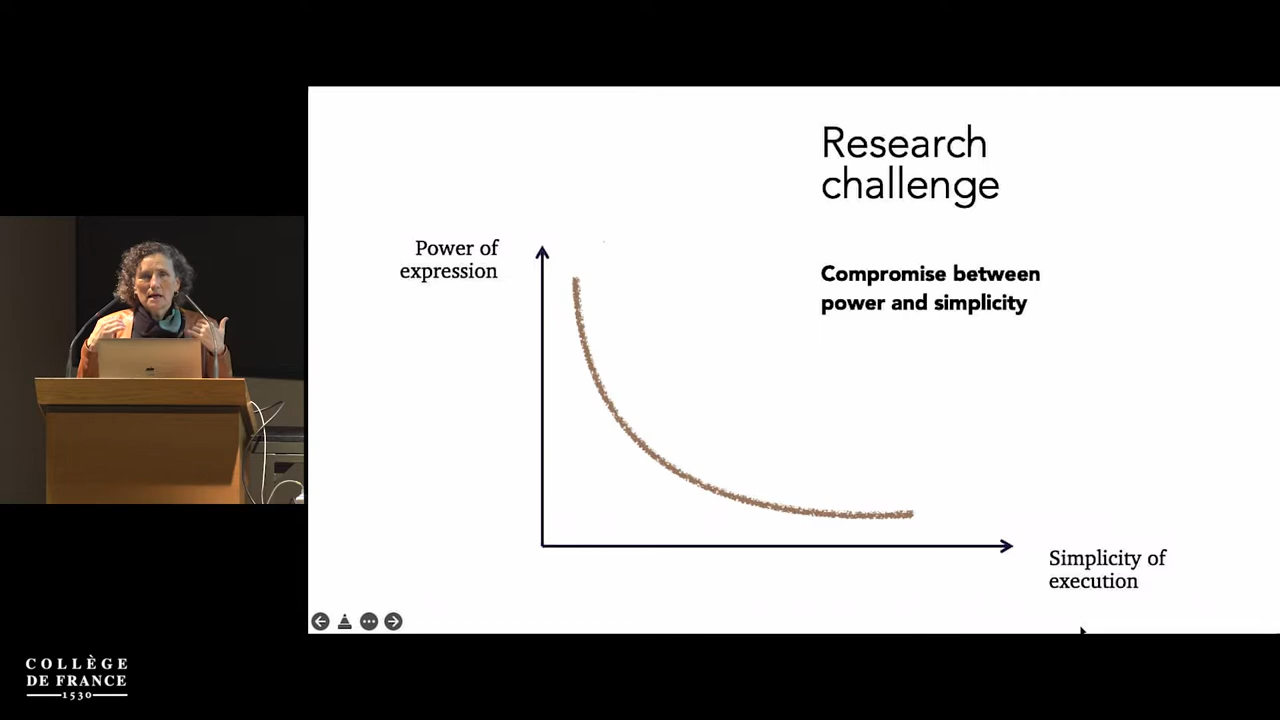 Research
challenge
Power of
expression
Compromise between
power and simplicity
Simplicity of
execution
COLLÈGE
DE FRANCE
1530